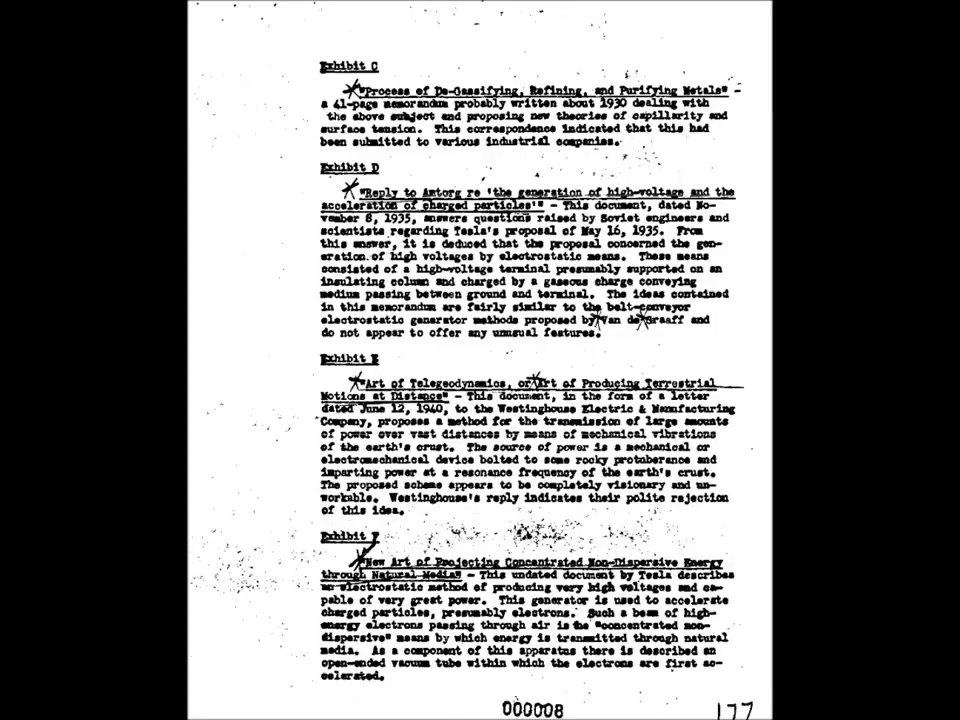 Exhibit C
"Process of De-Gassifying, Refining, and Purifying Metals" -
a 41-page memorandum probably written about 1930 dealing with
the above subject and proposing new theories of capillarity and
surface tension. This correspondence indicated that this had
been submitted to various industrial companies.
Exhibit D
"Reply to Amtorg re 'the generation of high-voltage and the
acceleration of charged particles'" - This document, dated No-
vember 8, 1935, answers questions raised by Soviet engineers and
scientists regarding Tesla's proposal of May 16, 1935. From
this answer, it is deduced that the proposal concerned the gen-
eration of high voltages by electrostatic means. These means
consisted of a high-voltage terminal presumably supported on an
insulating column and charged by a gaseous charge conveying
medium passing between ground and terminal. The ideas contained
in this memorandum are fairly similar to the belt-conveyor
electrostatic generator methods proposed by Van de Graaff and
do not appear to offer any unusual features.
Exhibit E
"Art of Telegeodynamics, or Art of Producing Terrestrial
Motions at Distance" - This document, in the form of a letter
dated June 12, 1940, to the Westinghouse Electric & Manufacturing
Company, proposes a method for the transmission of large amounts
of power over vast distances by means of mechanical vibrations
of the earth's crust. The source of power is a mechanical or
electromechanical device bolted to some rocky protuberance and
imparting power at a resonance frequency of the earth's crust.
The proposed scheme appears to be completely visionary and un-
workable. Westinghouse's reply indicates their polite rejection
of this idea.
Exhibit F
"New Art of Projecting Concentrated Non-Dispersive Energy
through Natural Media" - This undated document by Tesla describes
an electrostatic method of producing very high voltages and ca-
pable of very great power. This generator is used to accelerate
charged particles, presumably electrons. Such a beam of high-
energy electrons passing through air is the "concentrated non-
dispersive" means by which energy is transmitted through natural
media. As a component of this apparatus there is described an
open-ended vacuum tube within which the electrons are first ac-
celerated.
000008
177